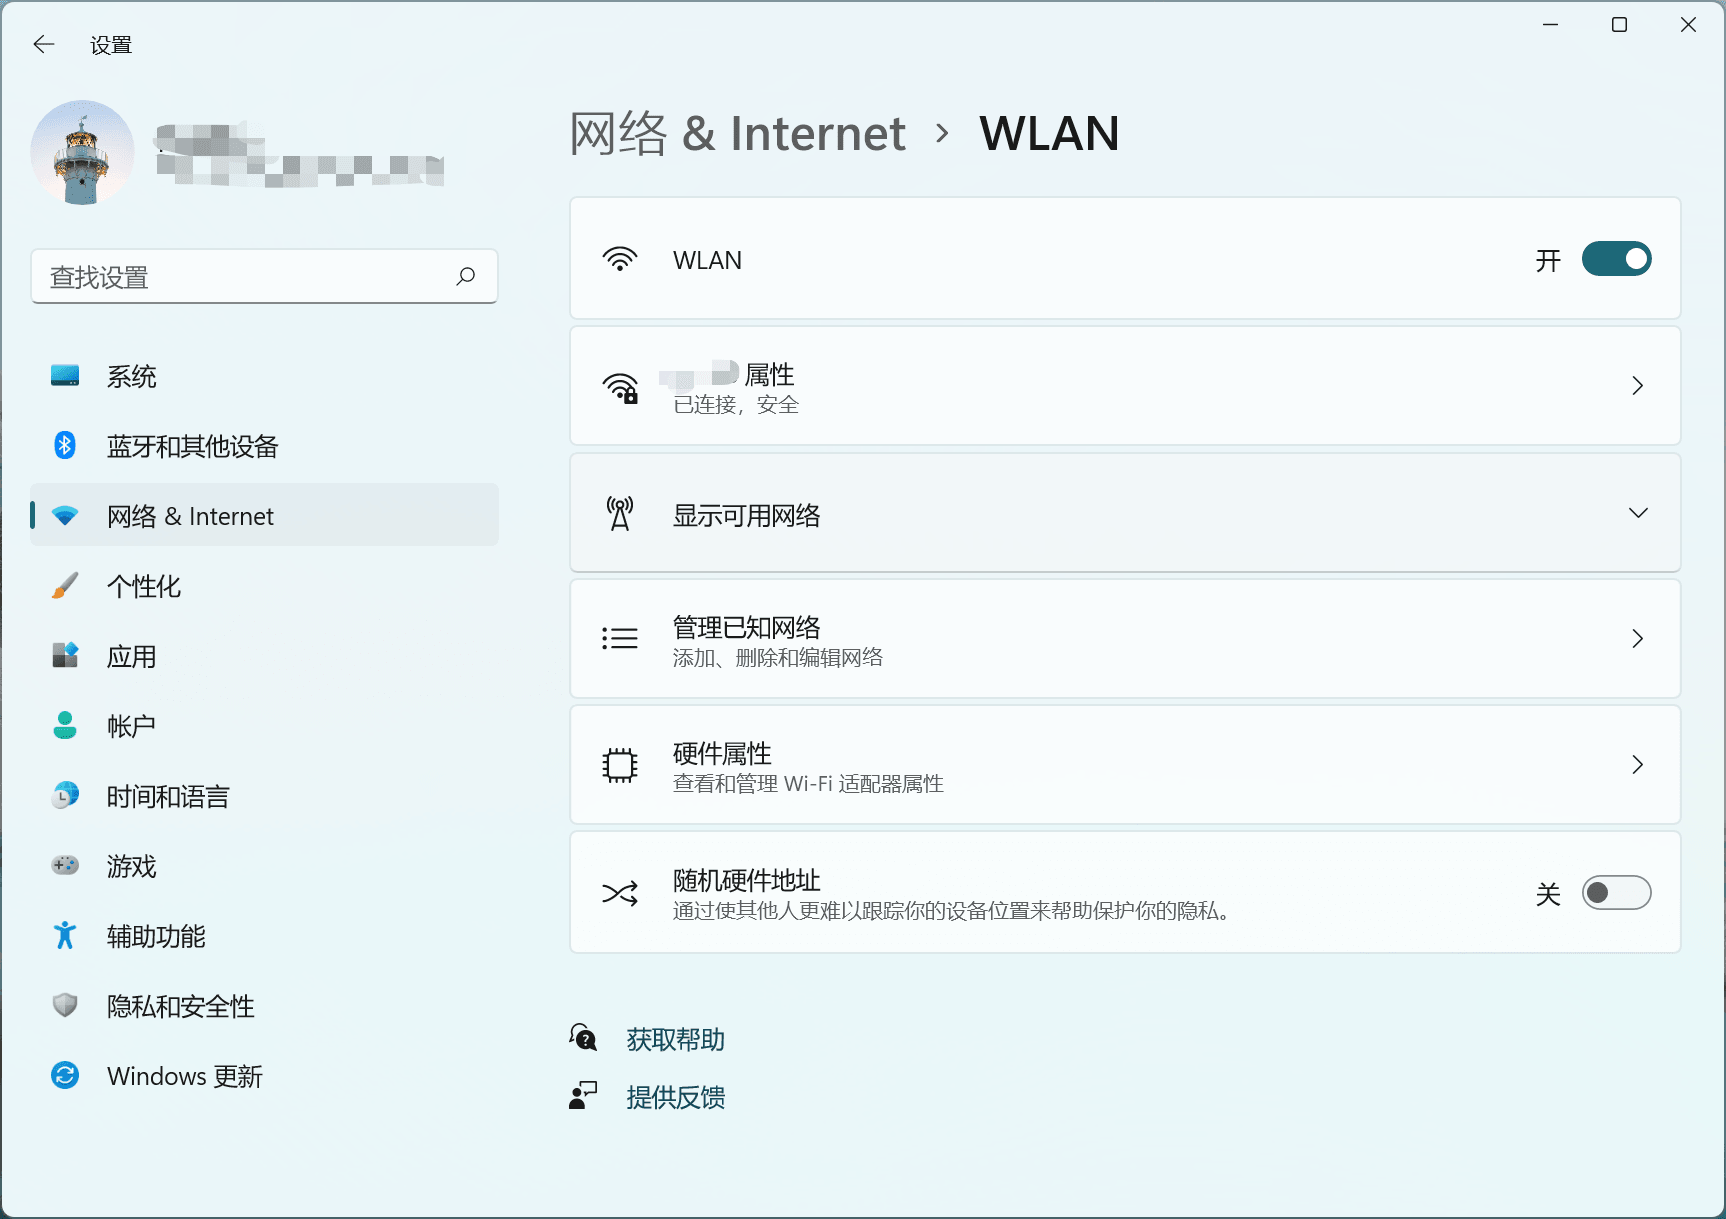 设置
查找设置
系统
蓝牙和其他设备
网络 & Internet
个性化
应用
帐户
时间和语言
游戏
辅助功能
隐私和安全性
Windows 更新
网络 & Internet › WLAN
WLAN
开
属性
已连接，安全
显示可用网络
管理已知网络
添加、删除和编辑网络
硬件属性
查看和管理 Wi-Fi 适配器属性
随机硬件地址
通过使其他人更难以跟踪你的设备位置来帮助保护你的隐私。
关
获取帮助
提供反馈